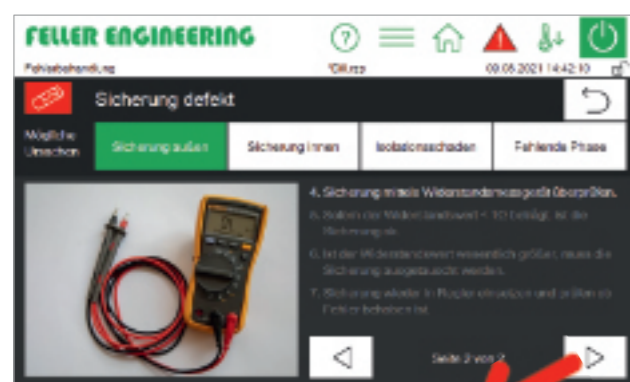 FELLER ENGINEERING
Fehlerbehandlung
09.05.2021 14:42:10
Sicherung defekt
Mögliche
Ursachen
Sicherung außen
Sicherung innen
Isolationsschaden
Fehlende Phase
4. Sicherung mittels Widerstandsmessgerät überprüfen.
5. Sofern der Widerstandswert < 1Ω beträgt, ist die
Sicherung ok.
6. Ist der Widerstandswert wesentlich größer, muss die
Sicherung ausgetauscht werden.
7. Sicherung wieder in Regler einsetzen und prüfen ob
Fehler behoben ist.
Seite 2 von 2